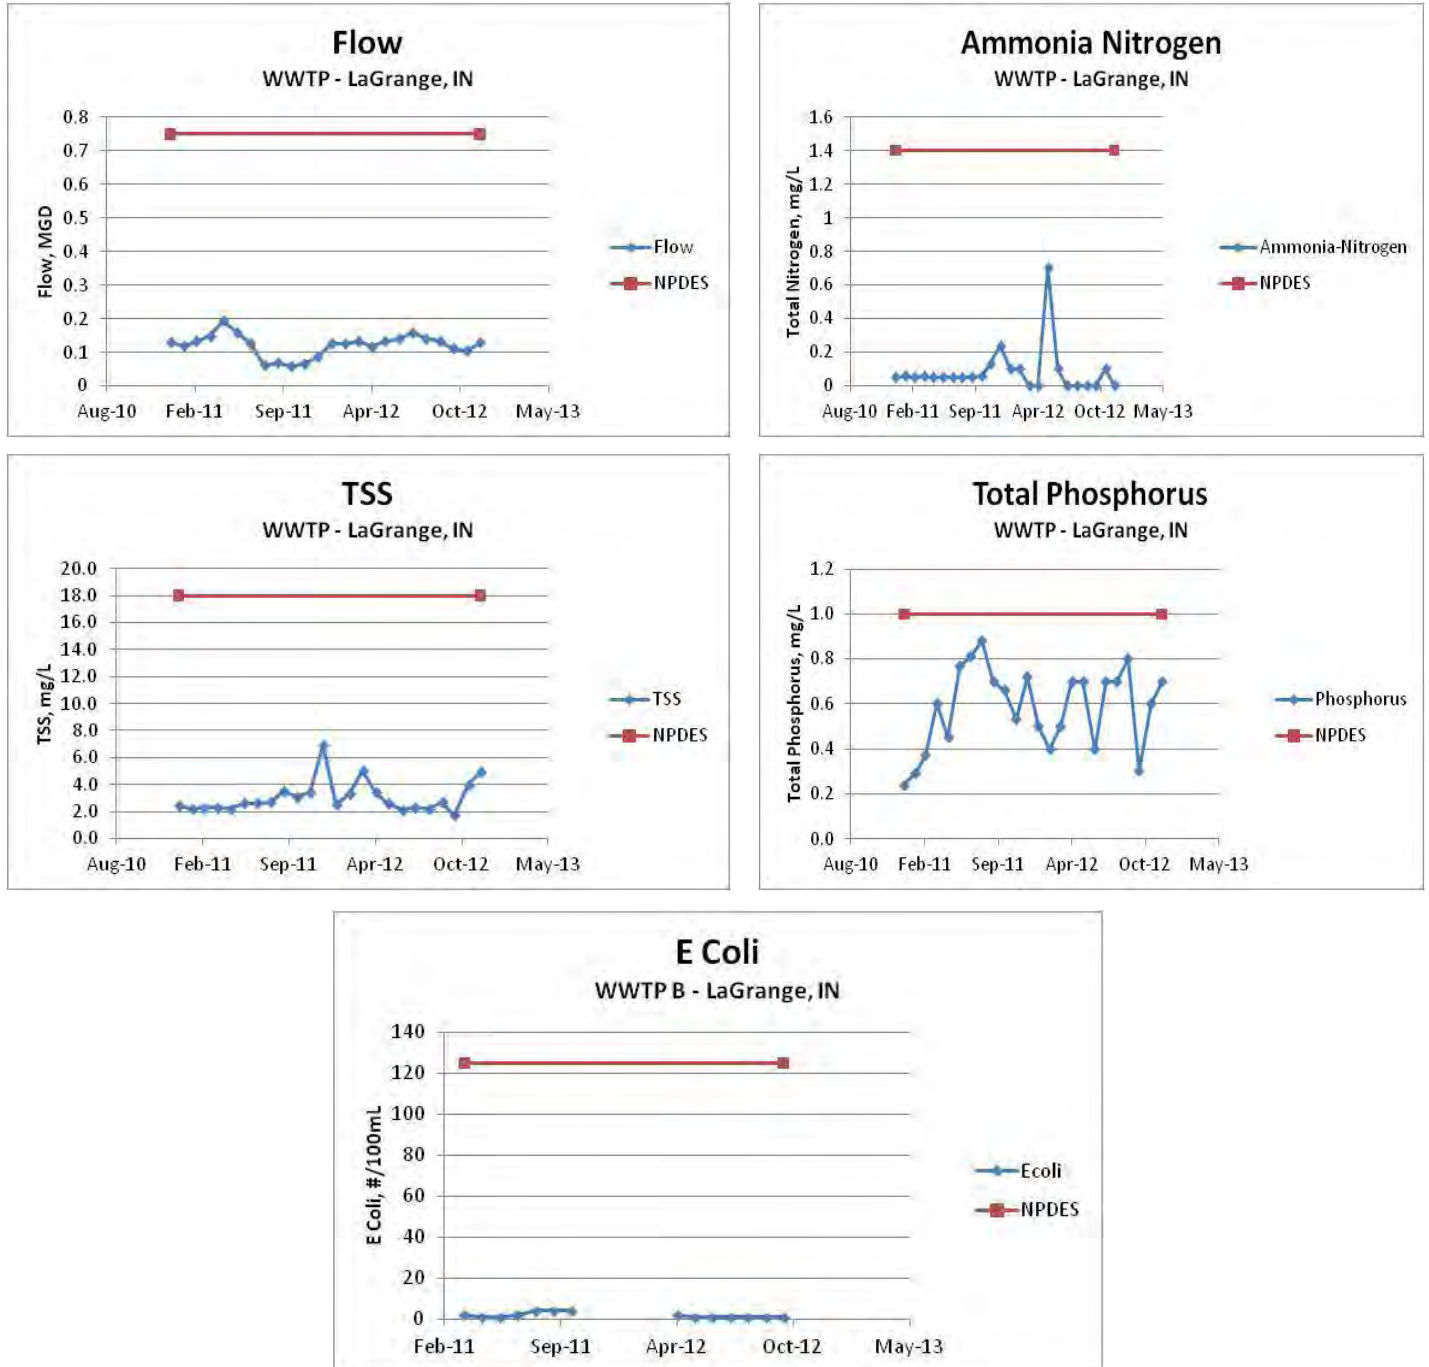 Flow
WWTP - LaGrange, IN
0.8
0.7
0.6
0.5
0.4
0.3
0.2
0.1
0
Flow, MGD
Aug-10 Feb-11 Sep-11 Apr-12 Oct-12 May-13
Flow
NPDES
Ammonia Nitrogen
WWTP - LaGrange, IN
1.6
1.4
1.2
1
0.8
0.6
0.4
0.2
0
Total Nitrogen, mg/L
Aug-10 Feb-11 Sep-11 Apr-12 Oct-12 May-13
Ammonia-Nitrogen
NPDES
TSS
WWTP - LaGrange, IN
20.0
18.0
16.0
14.0
12.0
10.0
8.0
6.0
4.0
2.0
0.0
TSS, mg/L
Aug-10 Feb-11 Sep-11 Apr-12 Oct-12 May-13
TSS
NPDES
Total Phosphorus
WWTP - LaGrange, IN
1.2
1.0
0.8
0.6
0.4
0.2
0.0
Total Phosphorus, mg/L
Aug-10 Feb-11 Sep-11 Apr-12 Oct-12 May-13
Phosphorus
NPDES
E Coli
WWTP B - LaGrange, IN
140
120
100
80
60
40
20
0
E Coli, #/100mL
Feb-11 Sep-11 Apr-12 Oct-12 May-13
Ecoli
NPDES